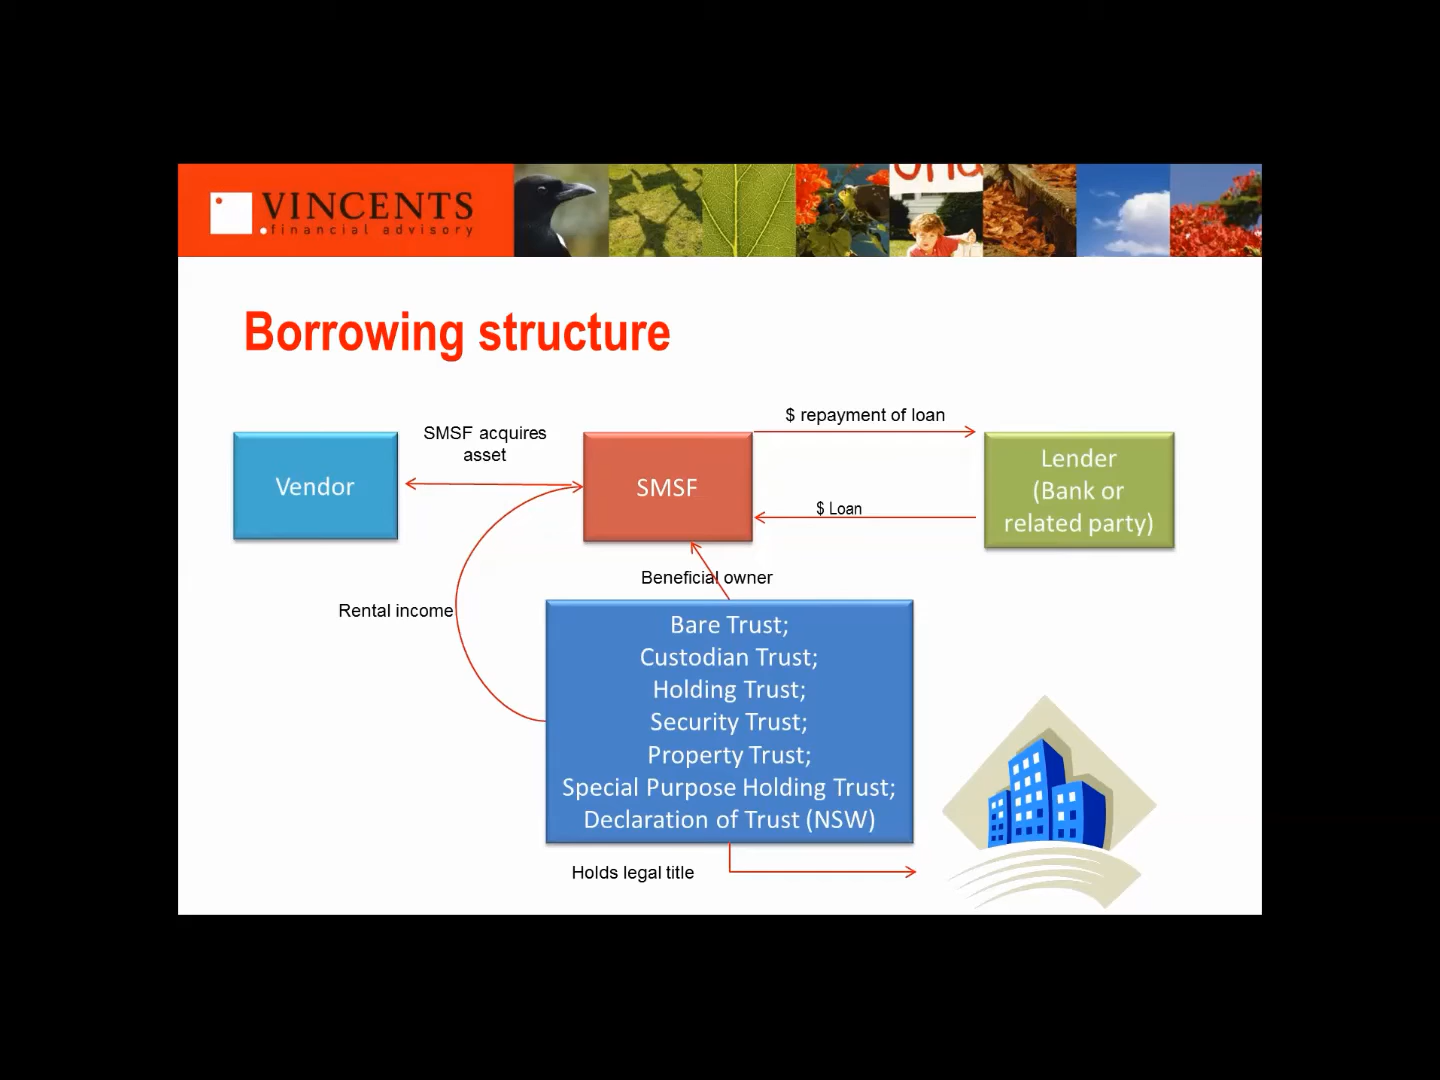 VINCENTS
financial advisory
Borrowing structure
SMSF acquires
asset
$ repayment of loan
Vendor
SMSF
Lender
(Bank or
related party)
$ Loan
Beneficial owner
Rental income
Bare Trust;
Custodian Trust;
Holding Trust;
Security Trust;
Property Trust;
Special Purpose Holding Trust;
Declaration of Trust (NSW)
Holds legal title